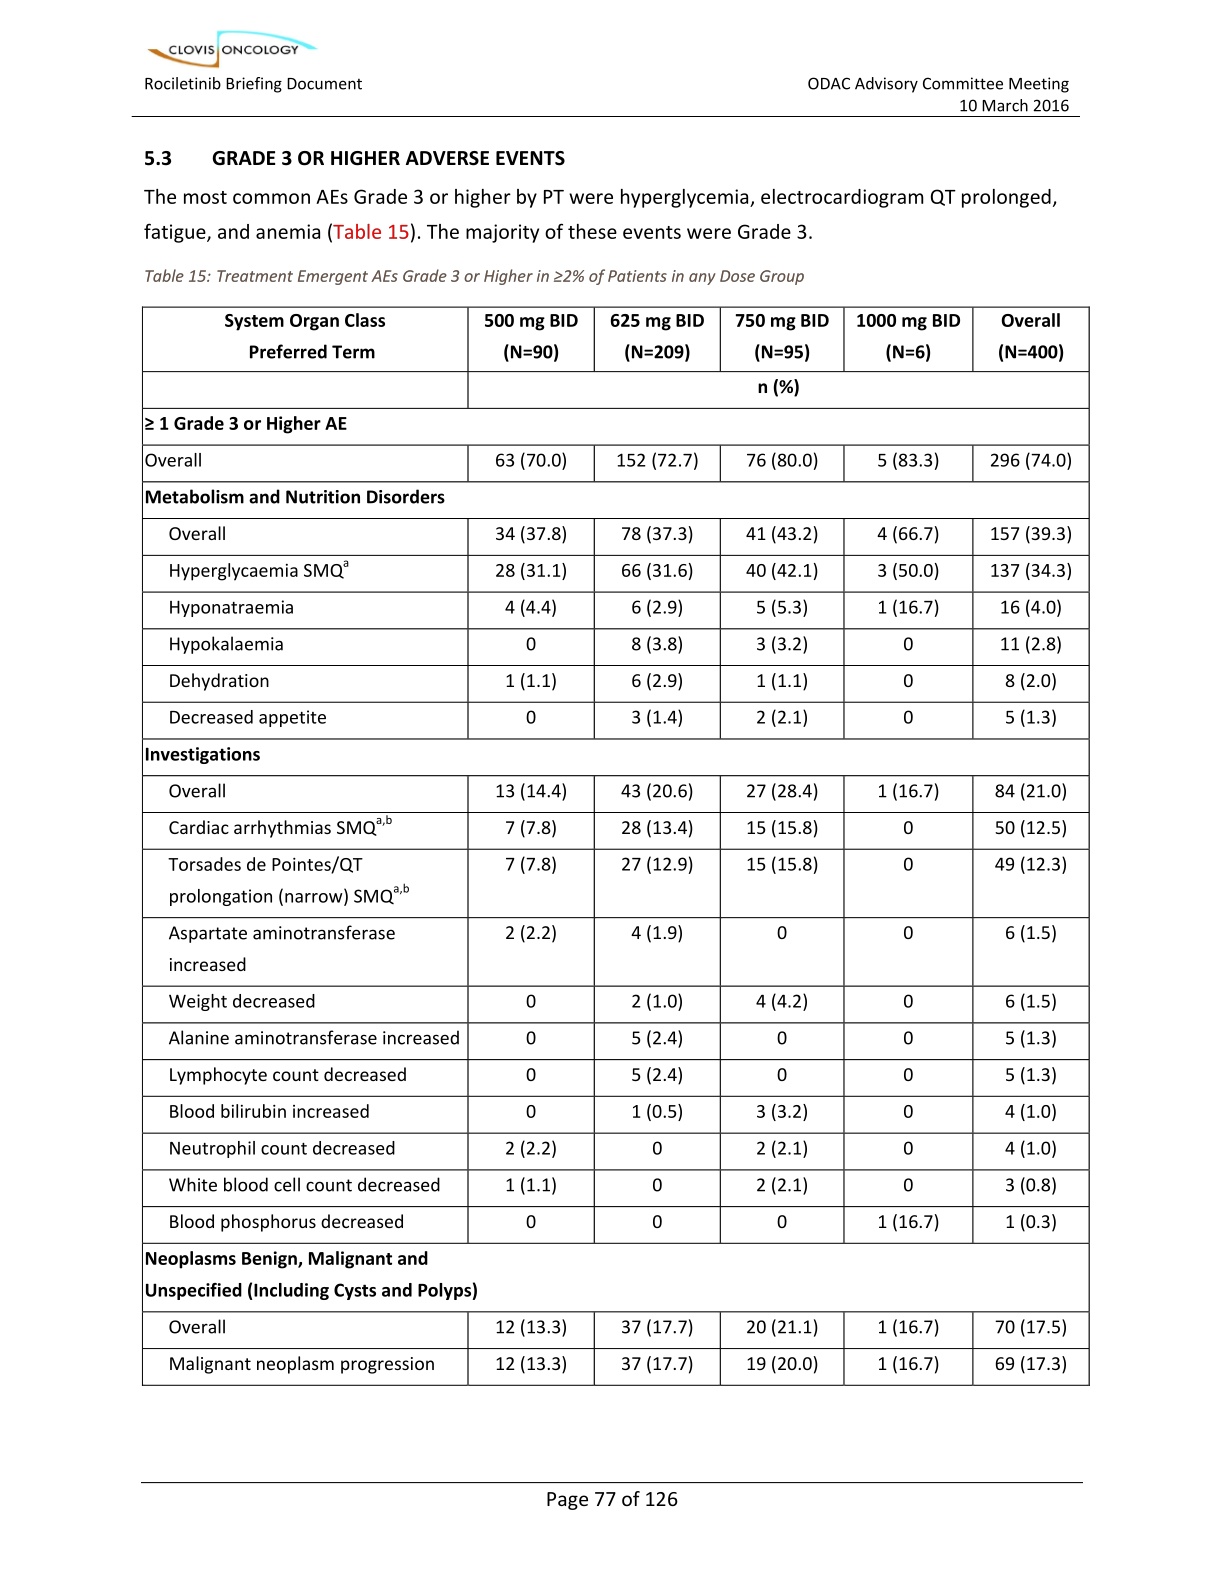 CLOVIS ONCOLOGY
Rociletinib Briefing Document ODAC Advisory Committee Meeting
10 March 2016
5.3 GRADE 3 OR HIGHER ADVERSE EVENTS
The most common AEs Grade 3 or higher by PT were hyperglycemia, electrocardiogram QT prolonged,
fatigue, and anemia (Table 15). The majority of these events were Grade 3.
Table 15: Treatment Emergent AEs Grade 3 or Higher in ≥2% of Patients in any Dose Group
System Organ Class 500 mg BID 625 mg BID 750 mg BID 1000 mg BID Overall
Preferred Term (N=90) (N=209) (N=95) (N=6) (N=400)
n (%)
≥ 1 Grade 3 or Higher AE
Overall 63 (70.0) 152 (72.7) 76 (80.0) 5 (83.3) 296 (74.0)
Metabolism and Nutrition Disorders
Overall 34 (37.8) 78 (37.3) 41 (43.2) 4 (66.7) 157 (39.3)
Hyperglycaemia SMQa 28 (31.1) 66 (31.6) 40 (42.1) 3 (50.0) 137 (34.3)
Hyponatraemia 4 (4.4) 6 (2.9) 5 (5.3) 1 (16.7) 16 (4.0)
Hypokalaemia 0 8 (3.8) 3 (3.2) 0 11 (2.8)
Dehydration 1 (1.1) 6 (2.9) 1 (1.1) 0 8 (2.0)
Decreased appetite 0 3 (1.4) 2 (2.1) 0 5 (1.3)
Investigations
Overall 13 (14.4) 43 (20.6) 27 (28.4) 1 (16.7) 84 (21.0)
Cardiac arrhythmias SMQa,b 7 (7.8) 28 (13.4) 15 (15.8) 0 50 (12.5)
Torsades de Pointes/QT 7 (7.8) 27 (12.9) 15 (15.8) 0 49 (12.3)
prolongation (narrow) SMQa,b
Aspartate aminotransferase 2 (2.2) 4 (1.9) 0 0 6 (1.5)
increased
Weight decreased 0 2 (1.0) 4 (4.2) 0 6 (1.5)
Alanine aminotransferase increased 0 5 (2.4) 0 0 5 (1.3)
Lymphocyte count decreased 0 5 (2.4) 0 0 5 (1.3)
Blood bilirubin increased 0 1 (0.5) 3 (3.2) 0 4 (1.0)
Neutrophil count decreased 2 (2.2) 0 2 (2.1) 0 4 (1.0)
White blood cell count decreased 1 (1.1) 0 2 (2.1) 0 3 (0.8)
Blood phosphorus decreased 0 0 0 1 (16.7) 1 (0.3)
Neoplasms Benign, Malignant and
Unspecified (Including Cysts and Polyps)
Overall 12 (13.3) 37 (17.7) 20 (21.1) 1 (16.7) 70 (17.5)
Malignant neoplasm progression 12 (13.3) 37 (17.7) 19 (20.0) 1 (16.7) 69 (17.3)
Page 77 of 126